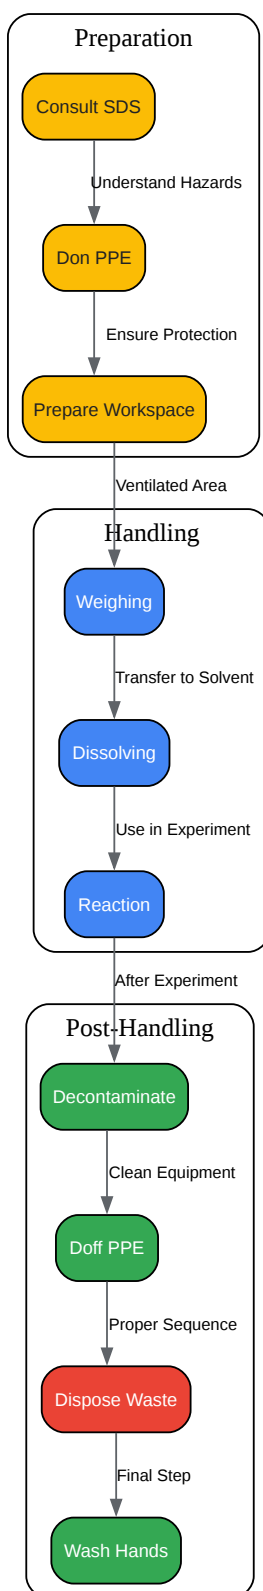 Preparation
Consult SDS
Understand Hazards
Don PPE
Ensure Protection
Prepare Workspace
Ventilated Area
Handling
Weighing
Transfer to Solvent
Dissolving
Use in Experiment
Reaction
After Experiment
Post-Handling
Decontaminate
Clean Equipment
Doff PPE
Proper Sequence
Dispose Waste
Final Step
Wash Hands